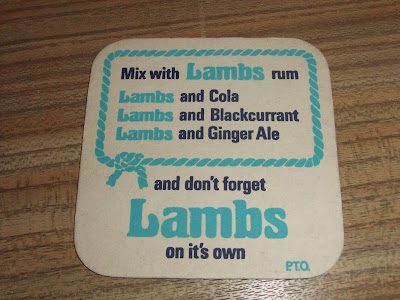 Mix with Lambs rum
Lambs and Cola
Lambs and Blackcurrant
Lambs and Ginger Ale
and don't forget
Lambs
on it's own
P.T.O.